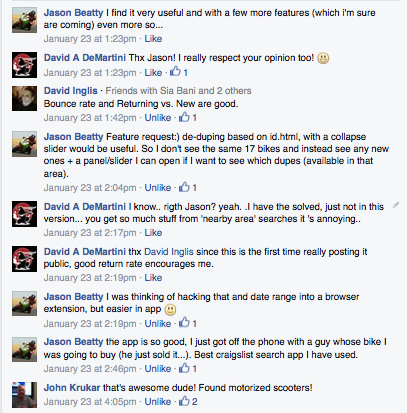 Jason Beatty I find it very useful and with a few more features (which i'm sure
are coming) even more so...
January 23 at 1:23pm · Like
David A DeMartini Thx Jason! I really respect your opinion too!
January 23 at 1:23pm · Like · 1
David Inglis · Friends with Sia Bani and 2 others
Bounce rate and Returning vs. New are good.
January 23 at 1:42pm · Unlike · 1
Jason Beatty Feature request:) de-duping based on id.html, with a collapse
slider would be useful. So I don't see the same 17 bikes and instead see any new
ones + a panel/slider I can open if I want to see which dupes (available in that
area).
January 23 at 2:04pm · Unlike · 1
David A DeMartini I know.. rigth Jason? yeah. .I have the solved, just not in this
version... you get so much stuff from 'nearby area' searches it 's annoying..
January 23 at 2:17pm · Like
David A DeMartini thx David Inglis since this is the first time really posting it
public, good return rate encourages me.
January 23 at 2:19pm · Like
Jason Beatty I was thinking of hacking that and date range into a browser
extension, but easier in app
January 23 at 2:19pm · Unlike · 1
Jason Beatty the app is so good, I just got off the phone with a guy whose bike I
was going to buy (he just sold it...). Best craigslist search app I have used.
January 23 at 2:46pm · Unlike · 1
John Krukar that's awesome dude! Found motorized scooters!
January 23 at 4:05pm · Unlike · 2